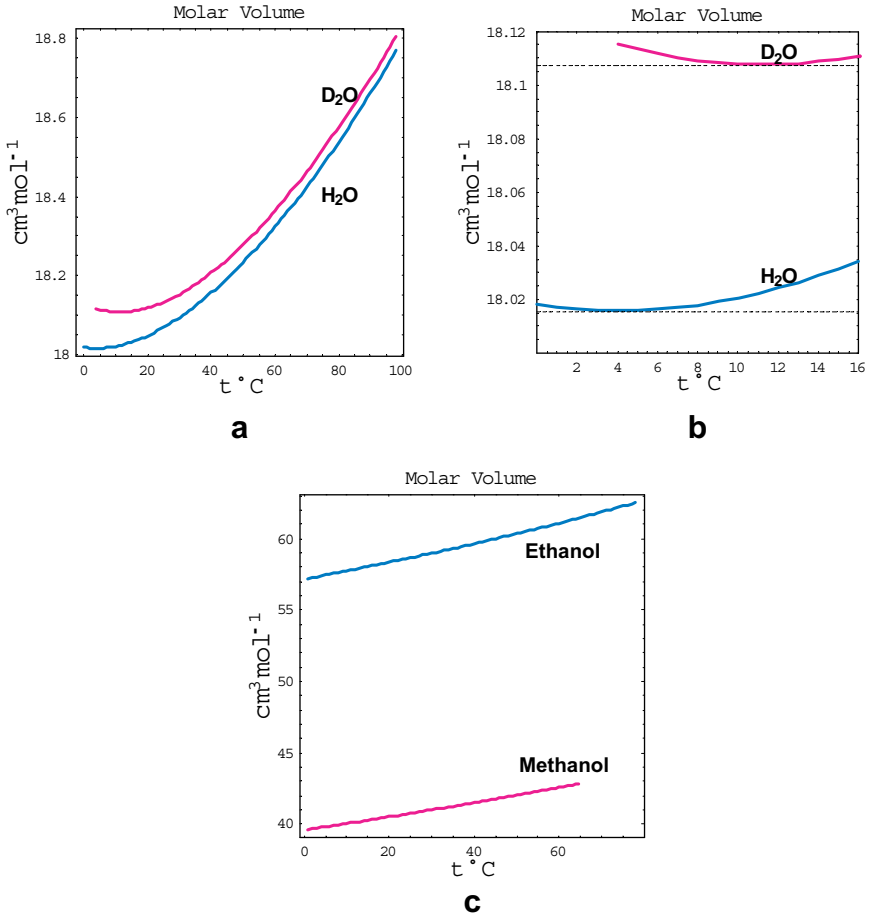 Molar Volume
18.8
18.6
18.4
18.2
18
cm³mol⁻¹
D₂O
H₂O
0 20 40 60 80 100
t°C
a
Molar Volume
18.12
18.1
18.08
18.06
18.04
18.02
cm³mol⁻¹
D₂O
H₂O
2 4 6 8 10 12 14 16
t°C
b
Molar Volume
60
55
50
45
40
cm³mol⁻¹
Ethanol
Methanol
0 20 40 60
t°C
c